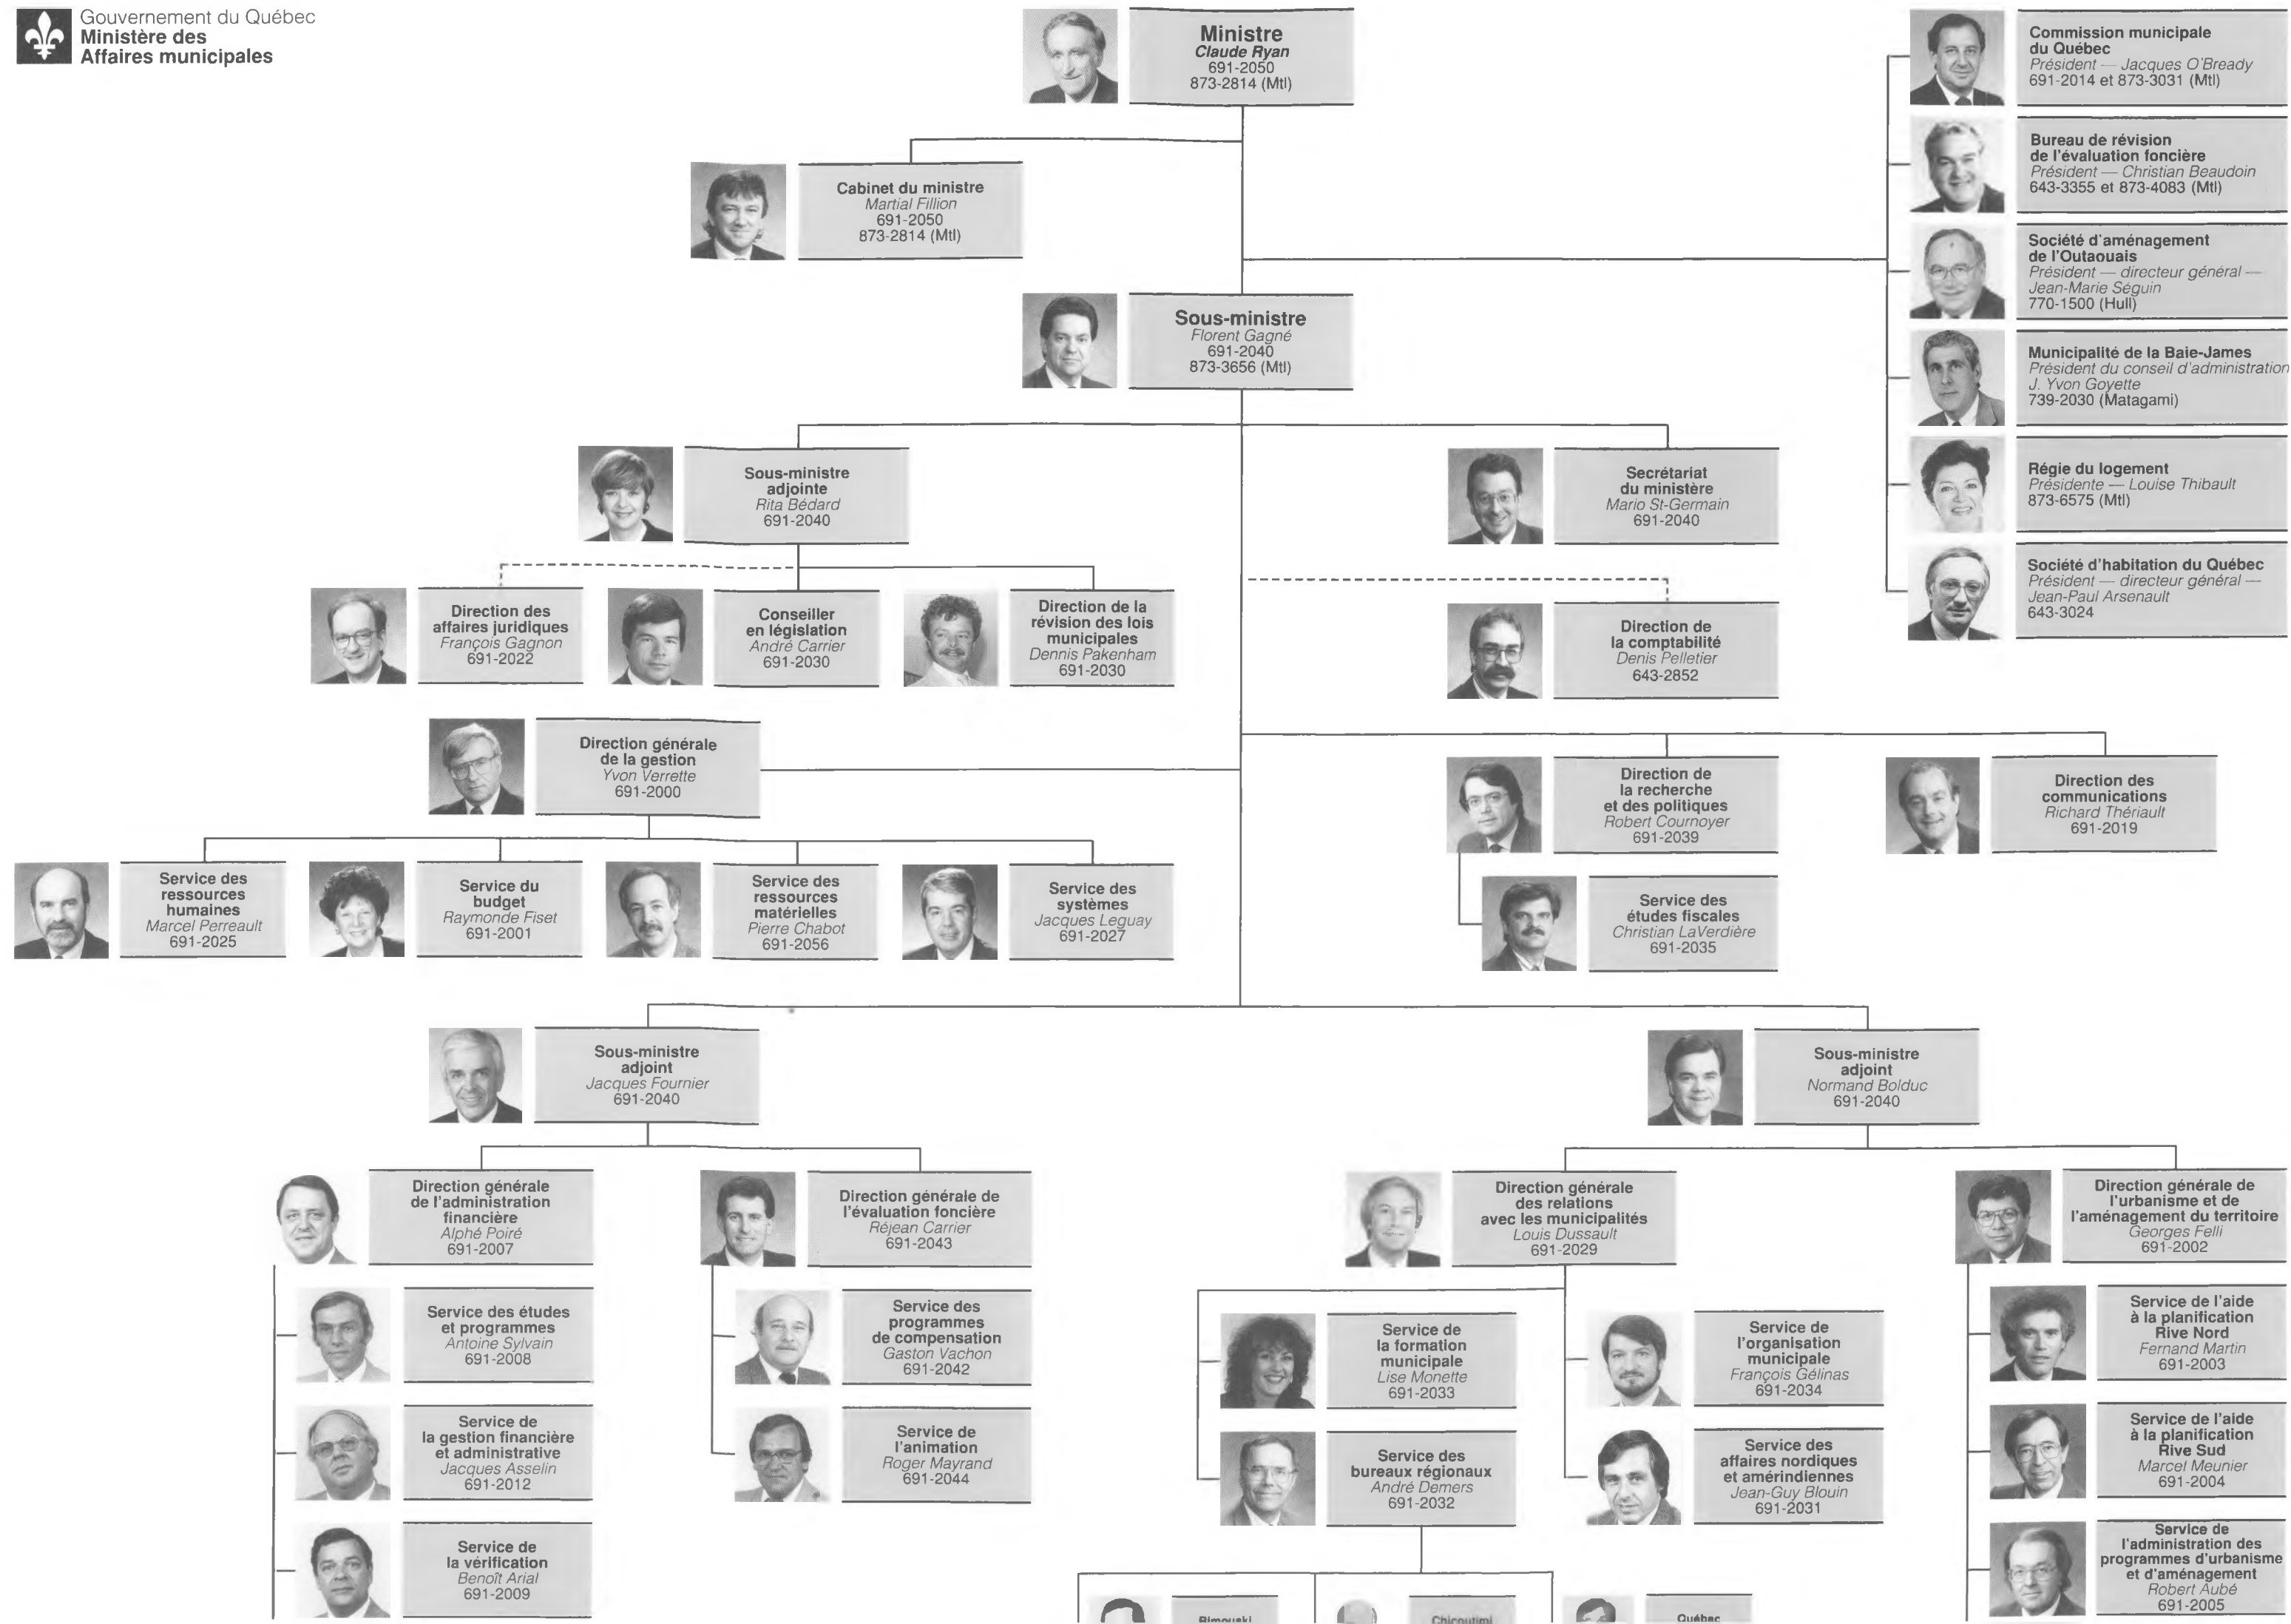 Gouvernement du Québec
Ministère des
Affaires municipales
Ministre
Claude Ryan
691-2050
873-2814 (Mtl)
Cabinet du ministre
Martial Fillion
691-2050
873-2814 (Mtl)
Sous-ministre
Florent Gagné
691-2040
873-3656 (Mtl)
Commission municipale
du Québec
Président — Jacques O'Bready
691-2014 et 873-3031 (Mtl)
Bureau de révision
de l'évaluation foncière
Président — Christian Beaudoin
643-3355 et 873-4083 (Mtl)
Société d'aménagement
de l'Outaouais
Président — directeur général —
Jean-Marie Séguin
770-1500 (Hull)
Municipalité de la Baie-James
Président du conseil d'administration
J. Yvon Goyette
739-2030 (Matagami)
Régie du logement
Présidente — Louise Thibault
873-6575 (Mtl)
Société d'habitation du Québec
Président — directeur général —
Jean-Paul Arsenault
643-3024
Sous-ministre
adjointe
Rita Bédard
691-2040
Secrétariat
du ministère
Mario St-Germain
691-2040
Direction des
affaires juridiques
François Gagnon
691-2022
Conseiller
en législation
André Carrier
691-2030
Direction de la
révision des lois
municipales
Dennis Pakenham
691-2030
Direction de
la comptabilité
Denis Pelletier
643-2852
Direction générale
de la gestion
Yvon Verrette
691-2000
Direction de
la recherche
et des politiques
Robert Cournoyer
691-2039
Direction des
communications
Richard Thériault
691-2019
Service des
ressources
humaines
Marcel Perreault
691-2025
Service du
budget
Raymonde Fiset
691-2001
Service des
ressources
matérielles
Pierre Chabot
691-2056
Service des
systèmes
Jacques Leguay
691-2027
Service des
études fiscales
Christian LaVerdière
691-2035
Sous-ministre
adjoint
Jacques Fournier
691-2040
Sous-ministre
adjoint
Normand Bolduc
691-2040
Direction générale
de l'administration
financière
Alphé Poiré
691-2007
Direction générale de
l'évaluation foncière
Réjean Carrier
691-2043
Direction générale
des relations
avec les municipalités
Louis Dussault
691-2029
Direction générale de
l'urbanisme et de
l'aménagement du territoire
Georges Felli
691-2002
Service des études
et programmes
Antoine Sylvain
691-2008
Service des
programmes
de compensation
Gaston Vachon
691-2042
Service de
la formation
municipale
Lise Monette
691-2033
Service de
l'organisation
municipale
François Gélinas
691-2034
Service de l'aide
à la planification
Rive Nord
Fernand Martin
691-2003
Service de
la gestion financière
et administrative
Jacques Asselin
691-2012
Service de
l'animation
Roger Mayrand
691-2044
Service des
bureaux régionaux
André Demers
691-2032
Service des
affaires nordiques
et amérindiennes
Jean-Guy Blouin
691-2031
Service de l'aide
à la planification
Rive Sud
Marcel Meunier
691-2004
Service de
la vérification
Benoît Arial
691-2009
Service de
l'administration des
programmes d'urbanisme
et d'aménagement
Robert Aubé
691-2005
Rimouski
Chicoutimi
Québec